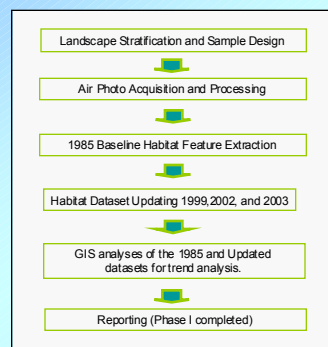 Landscape Stratification and Sample Design
Air Photo Acquisition and Processing
1985 Baseline Habitat Feature Extraction
Habitat Dataset Updating 1999,2002, and 2003
GIS analyses of the 1985 and Updated
datasets for trend analysis.
Reporting (Phase I completed)